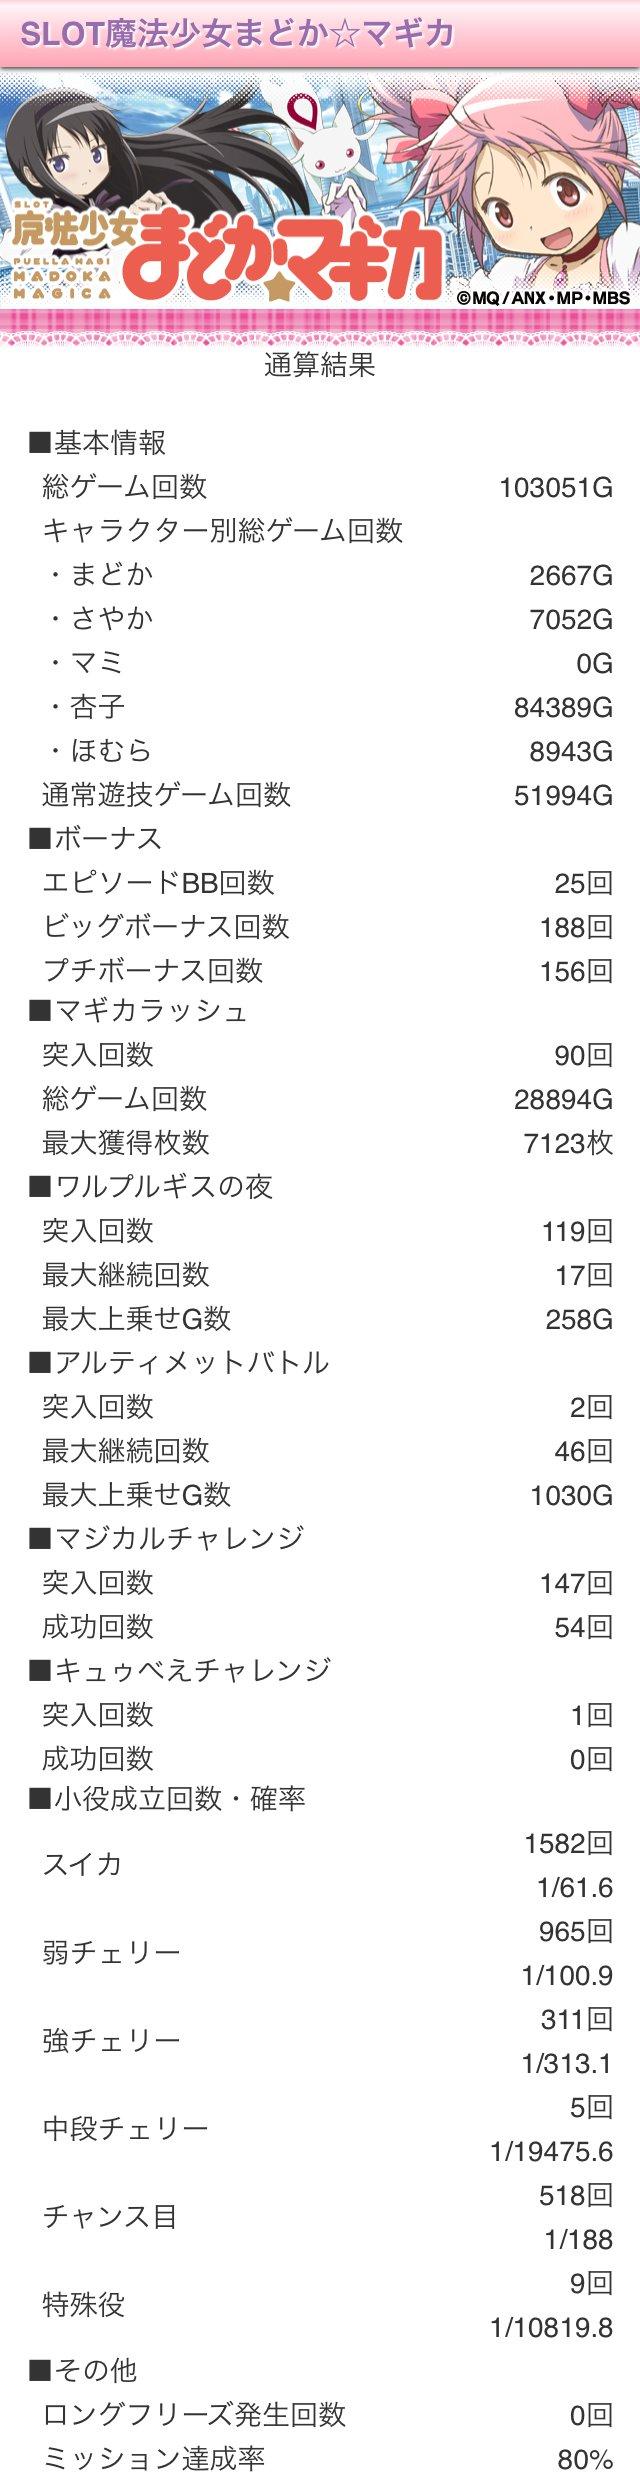 SLOT魔法少女まどか☆マギカ
SLOT
魔法少女
まどか☆マギカ
PUELLA MAGI
MADOKA
MAGICA
©MQ/ANX・MP・MBS
通算結果
■基本情報
総ゲーム回数 103051G
キャラクター別総ゲーム回数
・まどか 2667G
・さやか 7052G
・マミ 0G
・杏子 84389G
・ほむら 8943G
通常遊技ゲーム回数 51994G
■ボーナス
エピソードBB回数 25回
ビッグボーナス回数 188回
プチボーナス回数 156回
■マギカラッシュ
突入回数 90回
総ゲーム回数 28894G
最大獲得枚数 7123枚
■ワルプルギスの夜
突入回数 119回
最大継続回数 17回
最大上乗せG数 258G
■アルティメットバトル
突入回数 2回
最大継続回数 46回
最大上乗せG数 1030G
■マジカルチャレンジ
突入回数 147回
成功回数 54回
■キュゥべえチャレンジ
突入回数 1回
成功回数 0回
■小役成立回数・確率
スイカ 1582回
1/61.6
弱チェリー 965回
1/100.9
強チェリー 311回
1/313.1
中段チェリー 5回
1/19475.6
チャンス目 518回
1/188
特殊役 9回
1/10819.8
■その他
ロングフリーズ発生回数 0回
ミッション達成率 80%